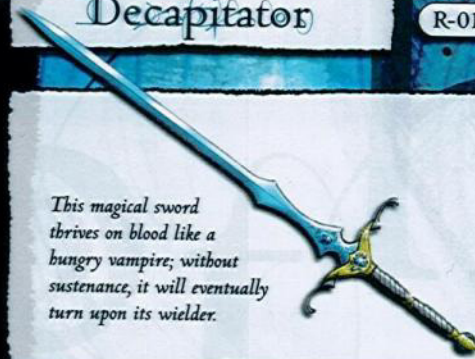 Decapitator
R-01
This magical sword
thrives on blood like a
hungry vampire; without
sustenance, it will eventually
turn upon its wielder.